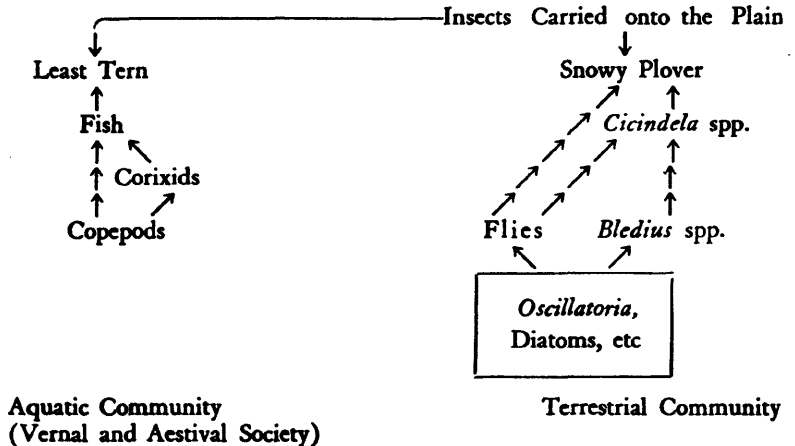 Insects Carried onto the Plain
Least Tern
Snowy Plover
Fish
Cicindela spp.
Corixids
Copepods
Flies
Bledius spp.
Oscillatoria,
Diatoms, etc
Aquatic Community
(Vernal and Aestival Society)
Terrestrial Community